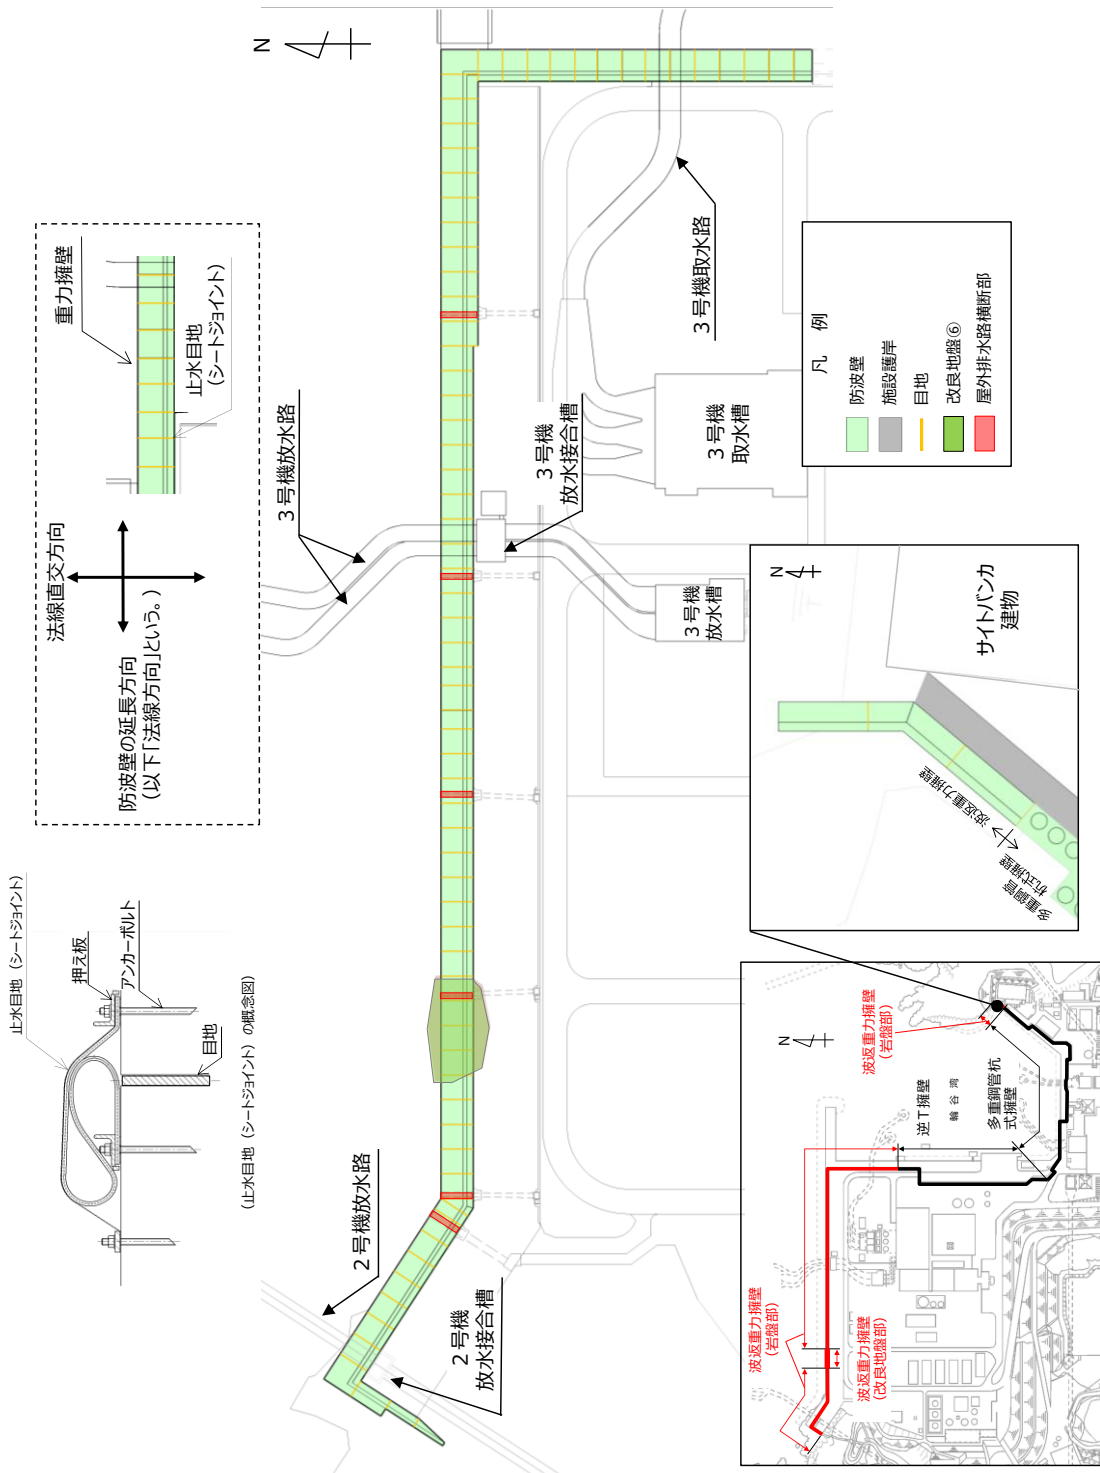 止水目地（シートジョイント）
押え板
アンカーボルト
目地
（止水目地（シートジョイント）の概念図）
法線直交方向
防波壁の延長方向
（以下「法線方向」という。）
重力擁壁
止水目地
（シートジョイント）
N
2号機放水路
2号機
放水接合槽
3号機放水路
3号機
放水接合槽
3号機
放水槽
3号機
取水槽
3号機取水路
凡 例
防波壁
施設護岸
目地
改良地盤⑥
屋外排水路横断部
N
サイトバンカ
建物
波返重力擁壁
多重鋼管
杭式擁壁
N
波返重力擁壁
（岩盤部）
波返重力擁壁
（改良地盤部）
波返重力擁壁
（岩盤部）
逆T擁壁
輪谷湾
多重鋼管杭
式擁壁